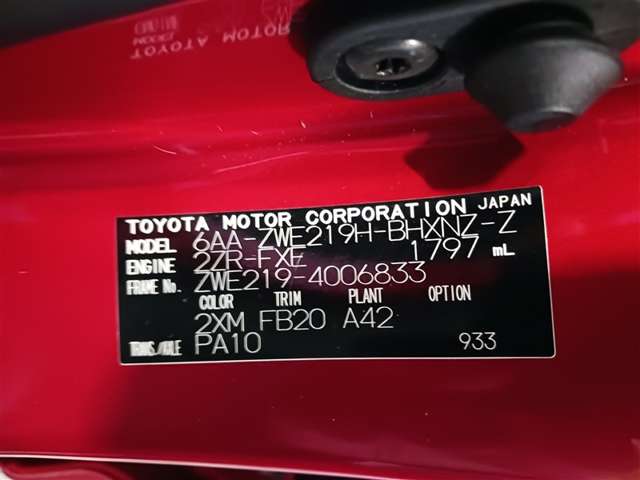 TOYOTA MOTOR CORPORATION JAPAN
MODEL 6AA-ZWE219H-BHXNZ-Z
ENGINE 2ZR-FXE 1797 mL
FRAME No. ZWE219-4006833
COLOR TRIM PLANT OPTION
2XM FB20 A42
TRANS/AXLE PA10 933